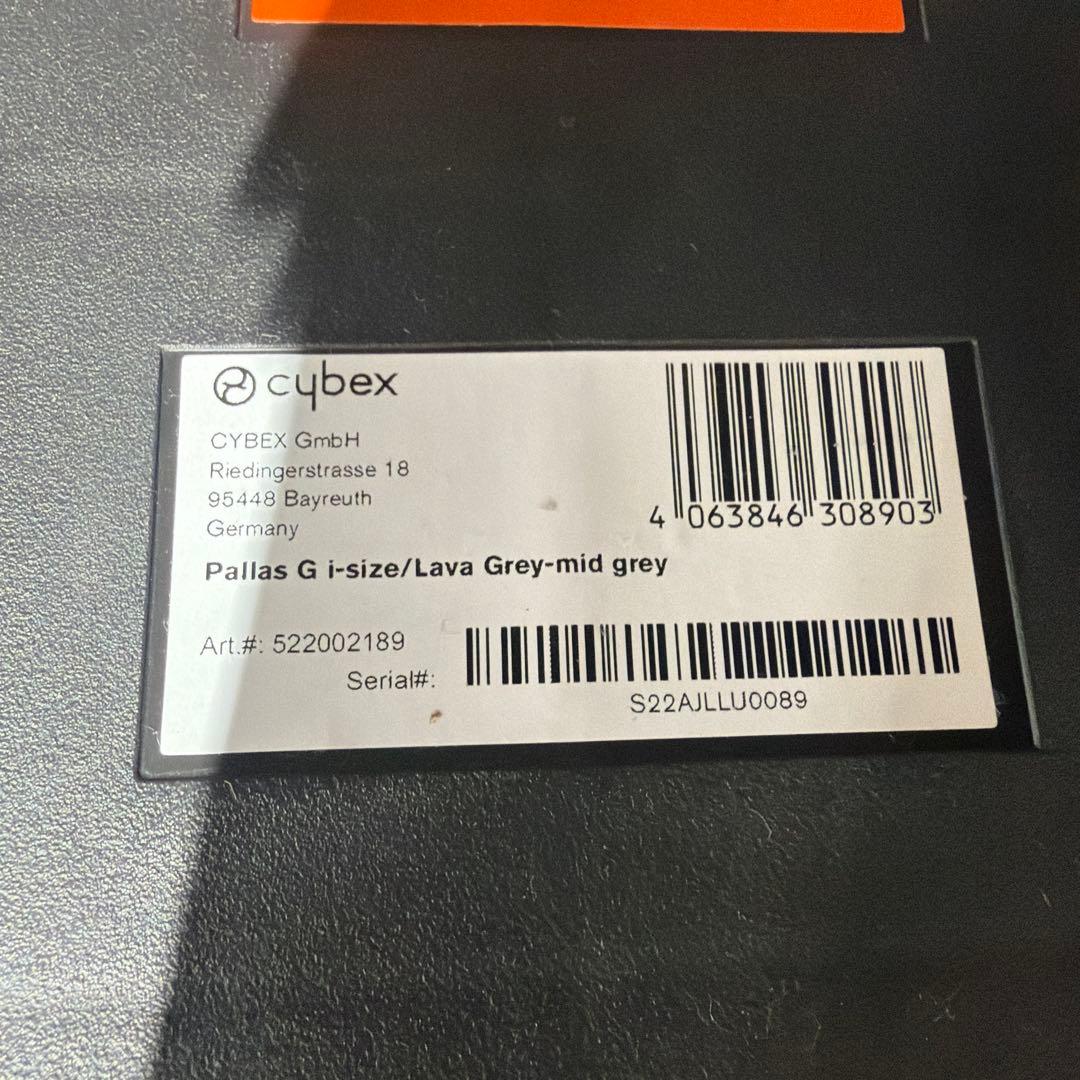 cybex
CYBEX GmbH
Riedingerstrasse 18
95448 Bayreuth
Germany
4 063846 308903
Pallas G i-size/Lava Grey-mid grey
Art.#: 522002189
Serial#:
S22AJLLU0089